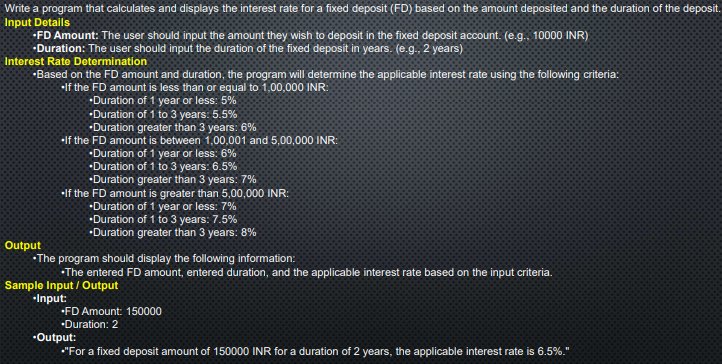 Write a program that calculates and displays the interest rate for a fixed deposit (FD) based on the amount deposited and the duration of the deposit.
Input Details
•FD Amount: The user should input the amount they wish to deposit in the fixed deposit account. (e.g., 10000 INR)
•Duration: The user should input the duration of the fixed deposit in years. (e.g., 2 years)
Interest Rate Determination
•Based on the FD amount and duration, the program will determine the applicable interest rate using the following criteria:
•If the FD amount is less than or equal to 1,00,000 INR:
•Duration of 1 year or less: 5%
•Duration of 1 to 3 years: 5.5%
•Duration greater than 3 years: 6%
•If the FD amount is between 1,00,001 and 5,00,000 INR:
•Duration of 1 year or less: 6%
•Duration of 1 to 3 years: 6.5%
•Duration greater than 3 years: 7%
•If the FD amount is greater than 5,00,000 INR:
•Duration of 1 year or less: 7%
•Duration of 1 to 3 years: 7.5%
•Duration greater than 3 years: 8%
Output
•The program should display the following information:
•The entered FD amount, entered duration, and the applicable interest rate based on the input criteria.
Sample Input / Output
•Input:
•FD Amount: 150000
•Duration: 2
•Output:
•"For a fixed deposit amount of 150000 INR for a duration of 2 years, the applicable interest rate is 6.5%."